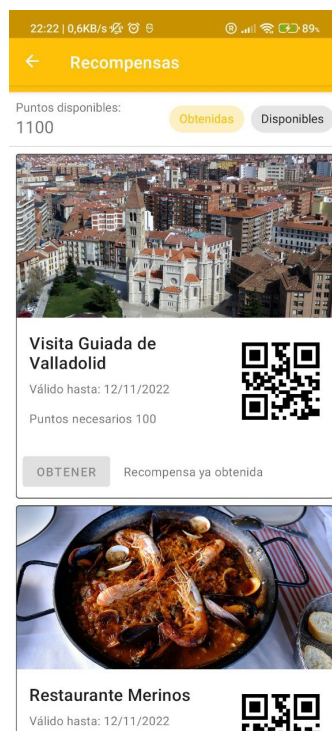 22:22 | 0,6KB/s
89%
Recompensas
Puntos disponibles:
1100
Obtenidas
Disponibles
Visita Guiada de
Valladolid
Válido hasta: 12/11/2022
Puntos necesarios 100
OBTENER
Recompensa ya obtenida
Restaurante Merinos
Válido hasta: 12/11/2022